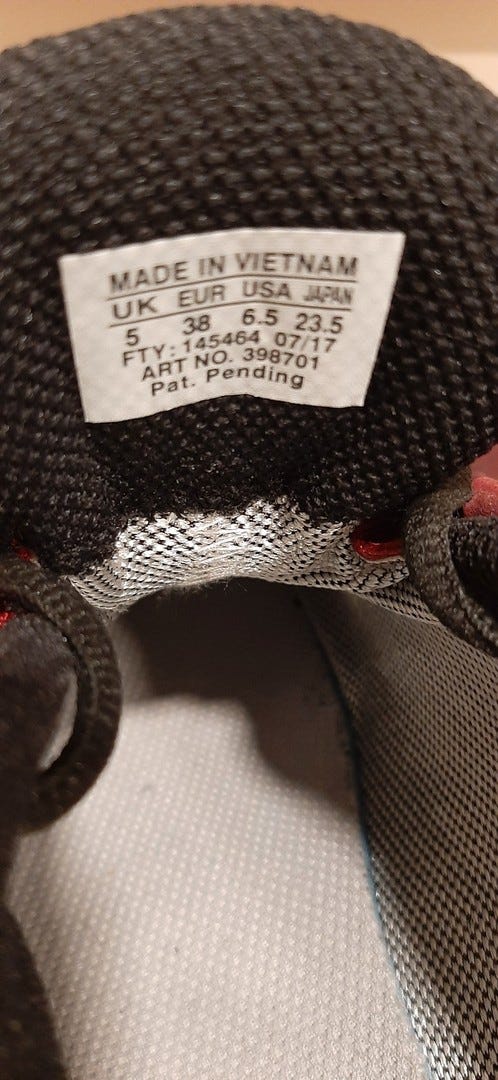 MADE IN VIETNAM
UK EUR USA JAPAN
5 38 6.5 23.5
FTY: 145464 07/17
ART NO. 398701
Pat. Pending